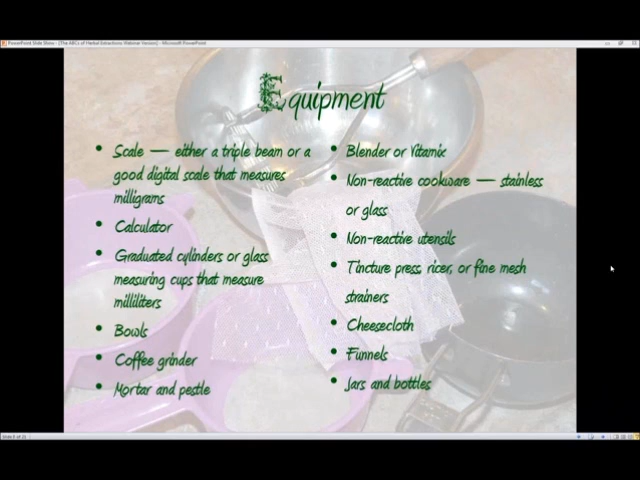 PowerPoint Slide Show - [The ABCs of Herbal Extractions Webinar Version] - Microsoft PowerPoint
Equipment
• Scale — either a triple beam or a
good digital scale that measures
milligrams
• Calculator
• Graduated cylinders or glass
measuring cups that measure
milliliters
• Bowls
• Coffee grinder
• Mortar and pestle
• Blender or Vitamix
• Non-reactive cookware — stainless
or glass
• Non-reactive utensils
• Tincture press, ricer, or fine mesh
strainers
• Cheesecloth
• Funnels
• Jars and bottles